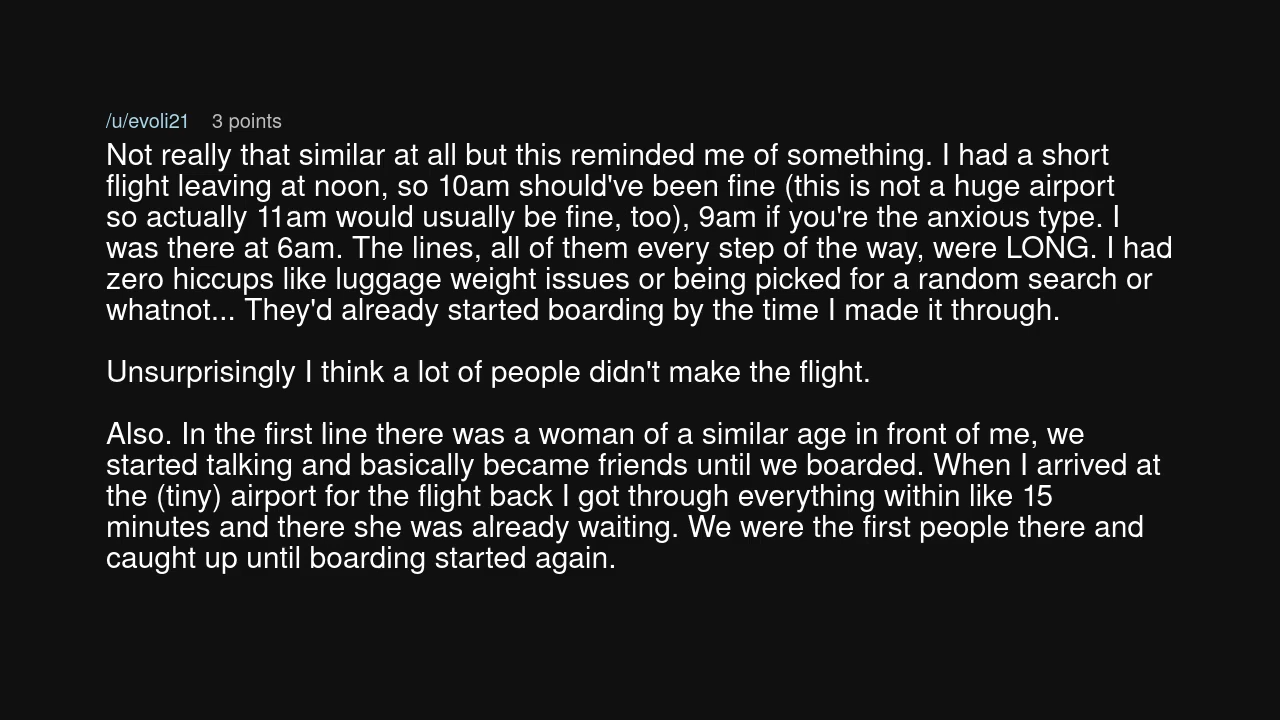 /u/evoli21 3 points
Not really that similar at all but this reminded me of something. I had a short
flight leaving at noon, so 10am should've been fine (this is not a huge airport
so actually 11am would usually be fine, too), 9am if you're the anxious type. I
was there at 6am. The lines, all of them every step of the way, were LONG. I had
zero hiccups like luggage weight issues or being picked for a random search or
whatnot... They'd already started boarding by the time I made it through.
Unsurprisingly I think a lot of people didn't make the flight.
Also. In the first line there was a woman of a similar age in front of me, we
started talking and basically became friends until we boarded. When I arrived at
the (tiny) airport for the flight back I got through everything within like 15
minutes and there she was already waiting. We were the first people there and
caught up until boarding started again.